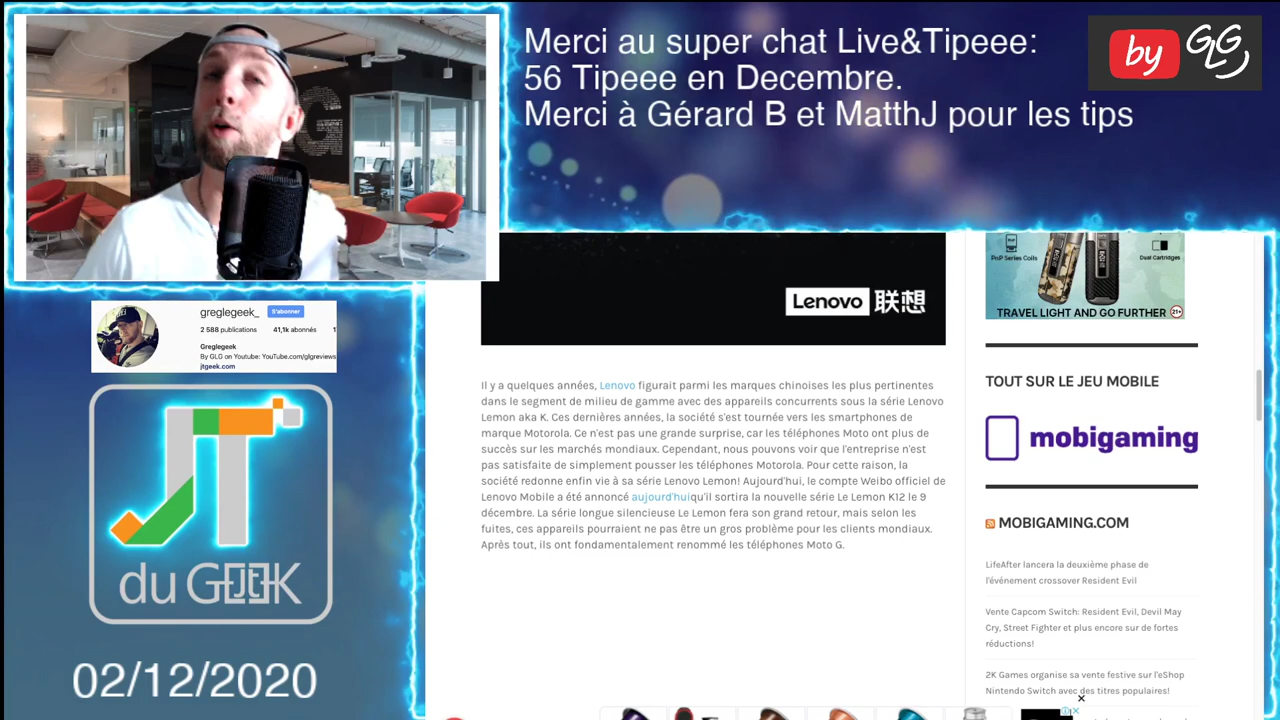 Merci au super chat Live&Tipeee:
56 Tipeee en Decembre.
Merci à Gérard B et MatthJ pour les tips
by GLG
greglegeek_ S'abonner
2 588 publications 41,1k abonnés 1
Greglegeek
By GLG on Youtube: YouTube.com/glgreviews
jtgeek.com
JT
du GEEK
02/12/2020
Lenovo 联想
Il y a quelques années, Lenovo figurait parmi les marques chinoises les plus pertinentes
dans le segment de milieu de gamme avec des appareils concurrents sous la série Lenovo
Lemon aka K. Ces dernières années, la société s'est tournée vers les smartphones de
marque Motorola. Ce n'est pas une grande surprise, car les téléphones Moto ont plus de
succès sur les marchés mondiaux. Cependant, nous pouvons voir que l'entreprise n'est
pas satisfaite de simplement pousser les téléphones Motorola. Pour cette raison, la
société redonne enfin vie à sa série Lenovo Lemon! Aujourd'hui, le compte Weibo officiel de
Lenovo Mobile a été annoncé aujourd'huiqu'il sortira la nouvelle série Le Lemon K12 le 9
décembre. La série longue silencieuse Le Lemon fera son grand retour, mais selon les
fuites, ces appareils pourraient ne pas être un gros problème pour les clients mondiaux.
Après tout, ils ont fondamentalement renommé les téléphones Moto G.
PnP Series Coils Dual Cartridges
TRAVEL LIGHT AND GO FURTHER 21+
TOUT SUR LE JEU MOBILE
mobigaming
MOBIGAMING.COM
LifeAfter lancera la deuxième phase de
l'événement crossover Resident Evil
Vente Capcom Switch: Resident Evil, Devil May
Cry, Street Fighter et plus encore sur de fortes
réductions!
2K Games organise sa vente festive sur l'eShop
Nintendo Switch avec des titres populaires!